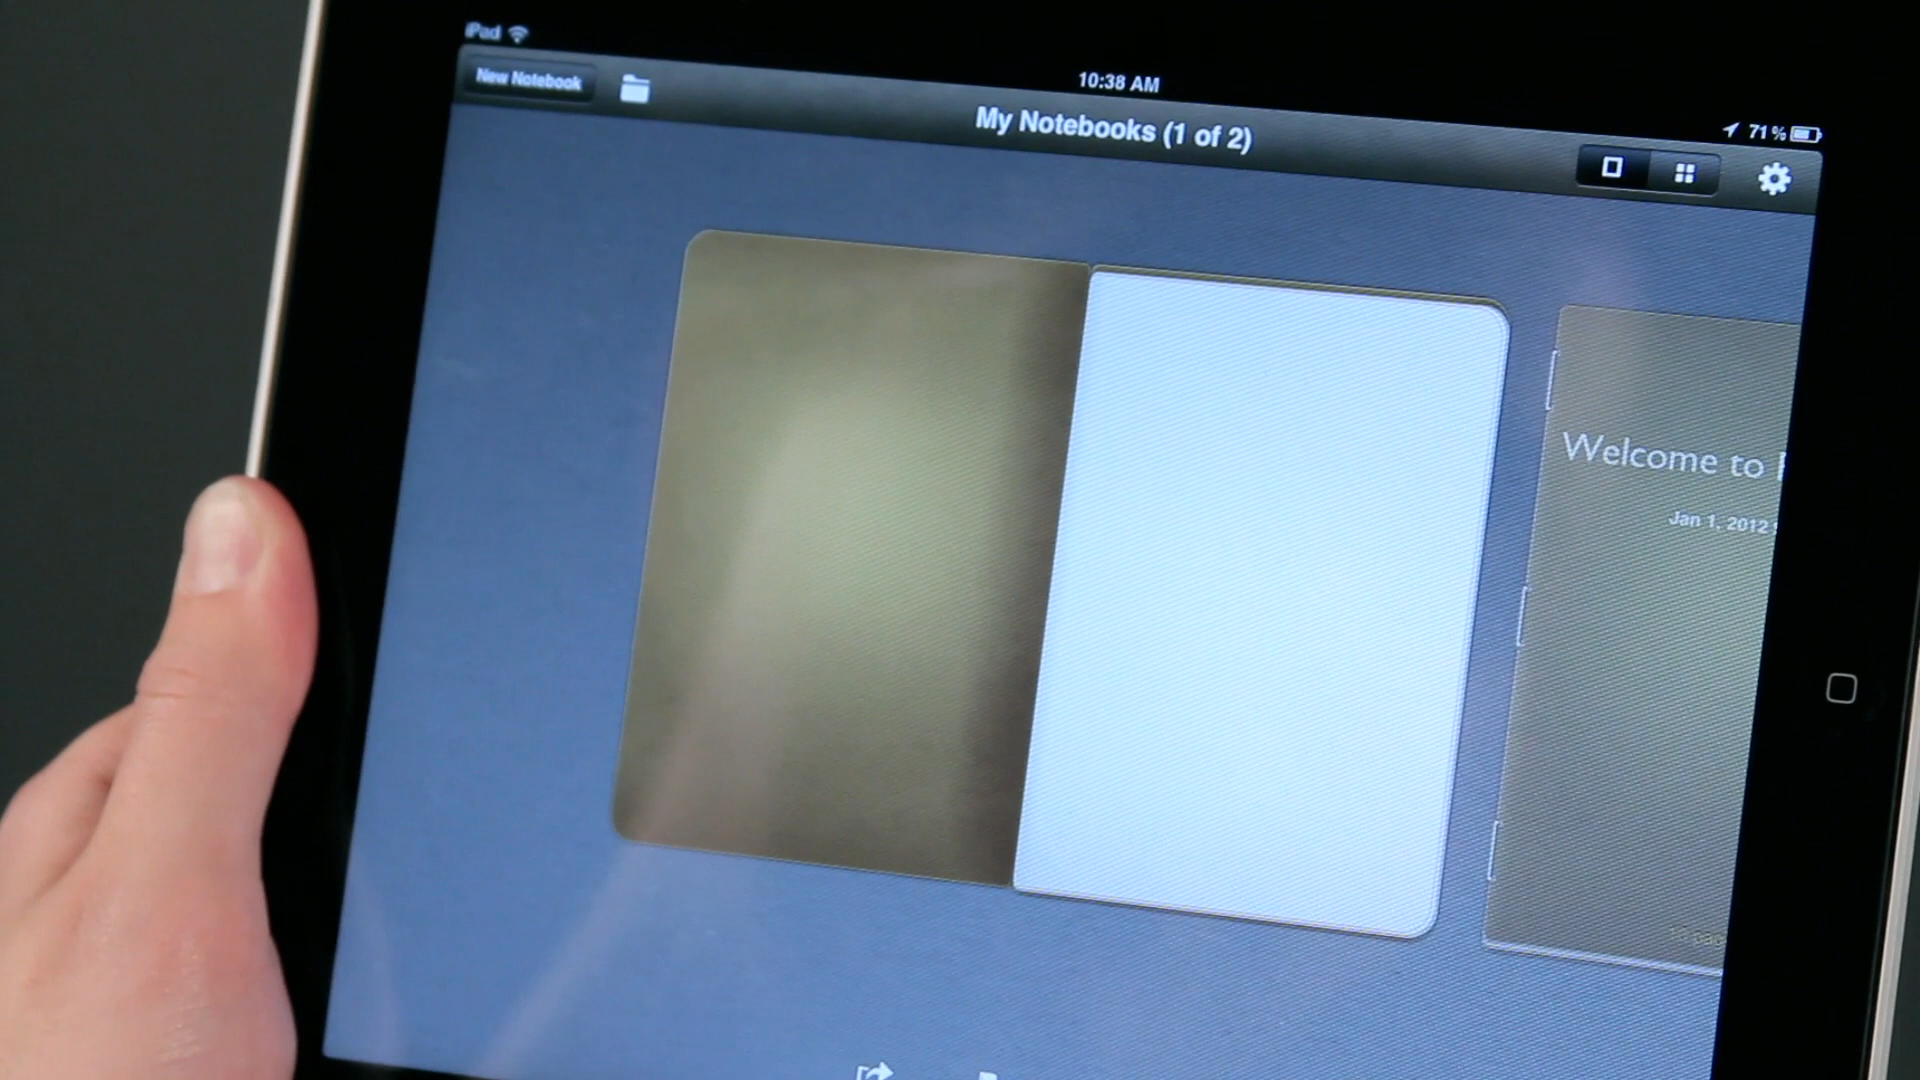 iPad
10:38 AM
71%
New Notebook
My Notebooks (1 of 2)
Welcome to
Jan 1, 2012